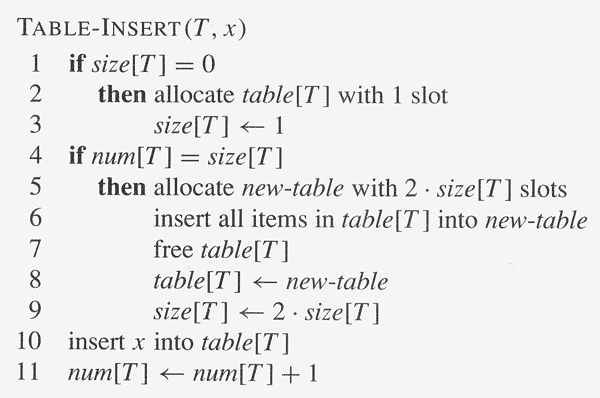 TABLE-INSERT(T, x)
1 if size[T] = 0
2 then allocate table[T] with 1 slot
3 size[T] ← 1
4 if num[T] = size[T]
5 then allocate new-table with 2 · size[T] slots
6 insert all items in table[T] into new-table
7 free table[T]
8 table[T] ← new-table
9 size[T] ← 2 · size[T]
10 insert x into table[T]
11 num[T] ← num[T] + 1